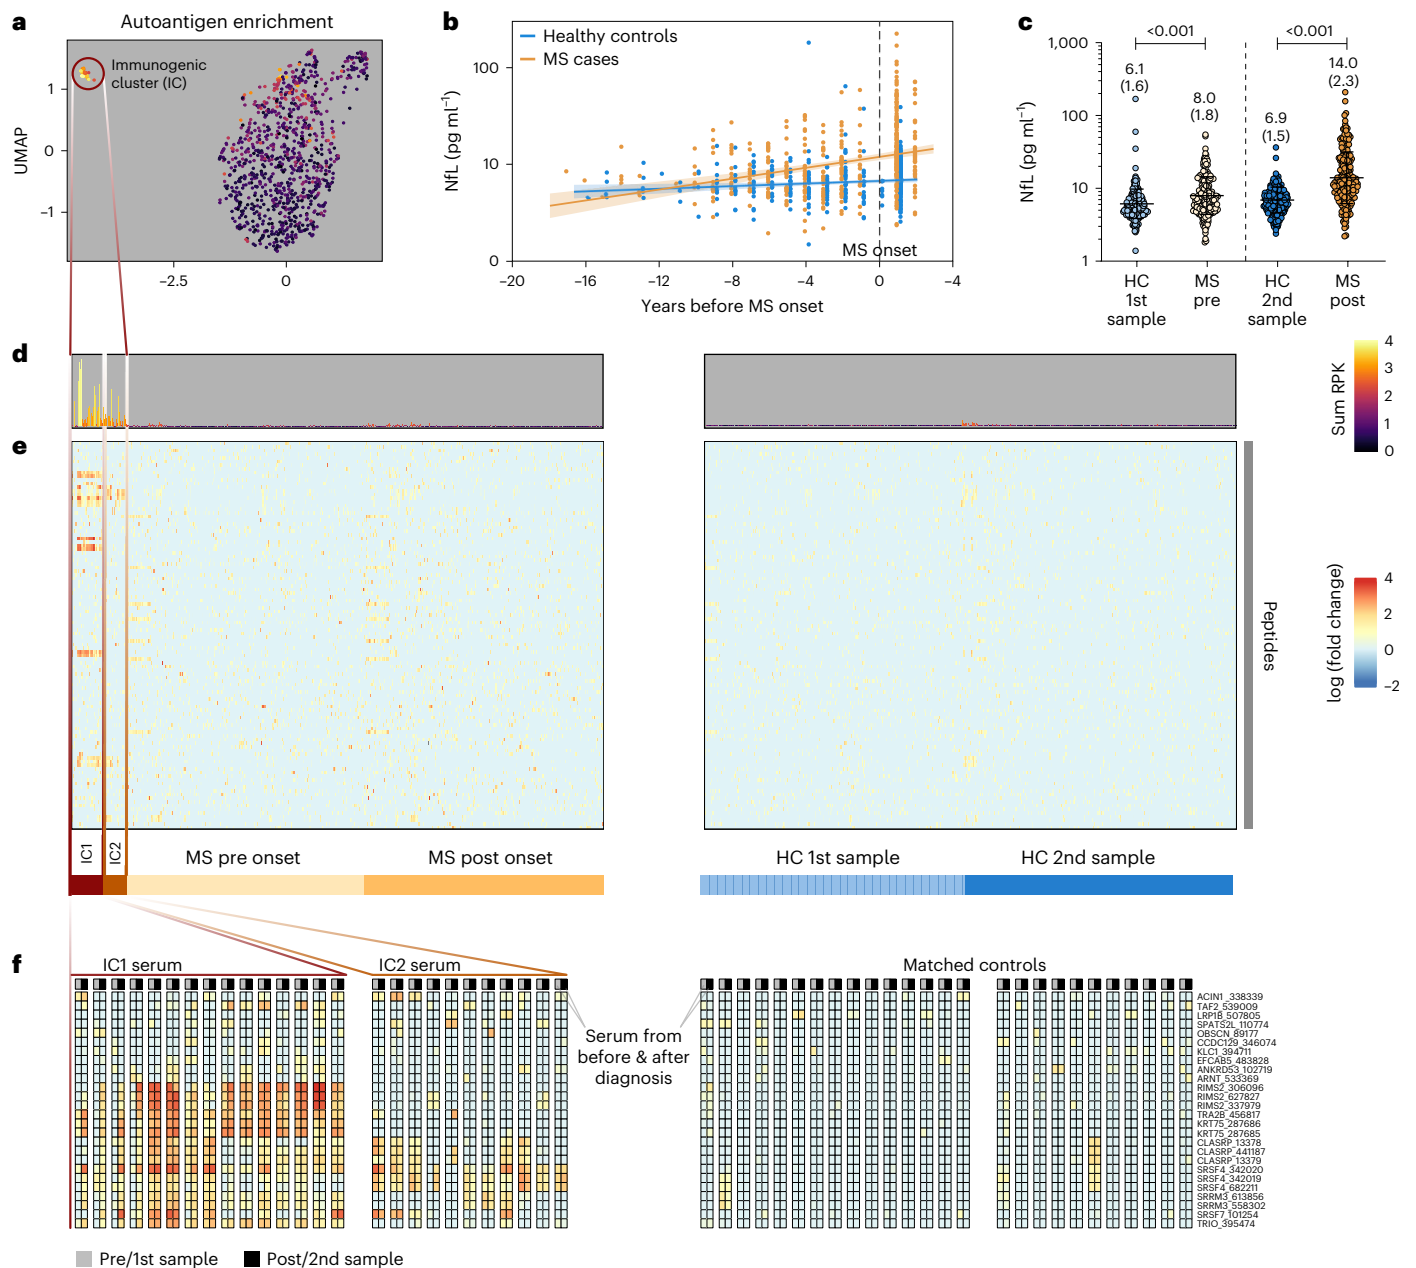 a
Autoantigen enrichment
Immunogenic
cluster (IC)
UMAP
1
0
−1
−2.5
0
b
Healthy controls
MS cases
NfL (pg ml−1)
100
10
0
MS onset
−20
−16
−12
−8
−4
0
−4
Years before MS onset
c
<0.001
<0.001
1,000
100
10
1
NfL (pg ml−1)
6.1
(1.6)
8.0
(1.8)
6.9
(1.5)
14.0
(2.3)
HC
1st
sample
MS
pre
HC
2nd
sample
MS
post
d
Sum RPK
4
3
2
1
0
e
Peptides
log (fold change)
4
2
0
−2
IC1
IC2
MS pre onset
MS post onset
HC 1st sample
HC 2nd sample
f
IC1 serum
IC2 serum
Matched controls
Serum from
before & after
diagnosis
ACIN1_338339
TAF2_539009
LRP1B_507805
SPATS2L_110774
OBSCN_89177
CCDC129_346074
KLC1_394711
EFCAB5_483828
ANKRD53_102719
ARNT_533369
RIMS2_306096
RIMS2_627827
RIMS2_337979
TRA2B_456817
KRT75_287686
KRT75_287685
CLASRP_13378
CLASRP_441187
CLASRP_13379
SRSF4_342020
SRSF4_342019
SRSF4_682211
SRRM3_613856
SRRM3_558302
SRSF7_101254
TRIO_395474
Pre/1st sample
Post/2nd sample